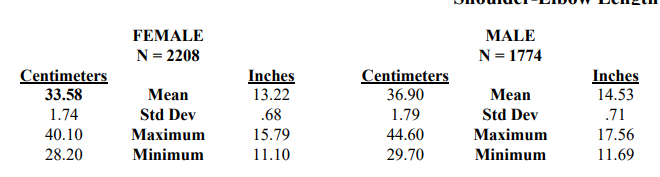 Shoulder-Elbow Length
FEMALE MALE
N = 2208 N = 1774
Centimeters Inches Centimeters Inches
33.58 Mean 13.22 36.90 Mean 14.53
1.74 Std Dev .68 1.79 Std Dev .71
40.10 Maximum 15.79 44.60 Maximum 17.56
28.20 Minimum 11.10 29.70 Minimum 11.69